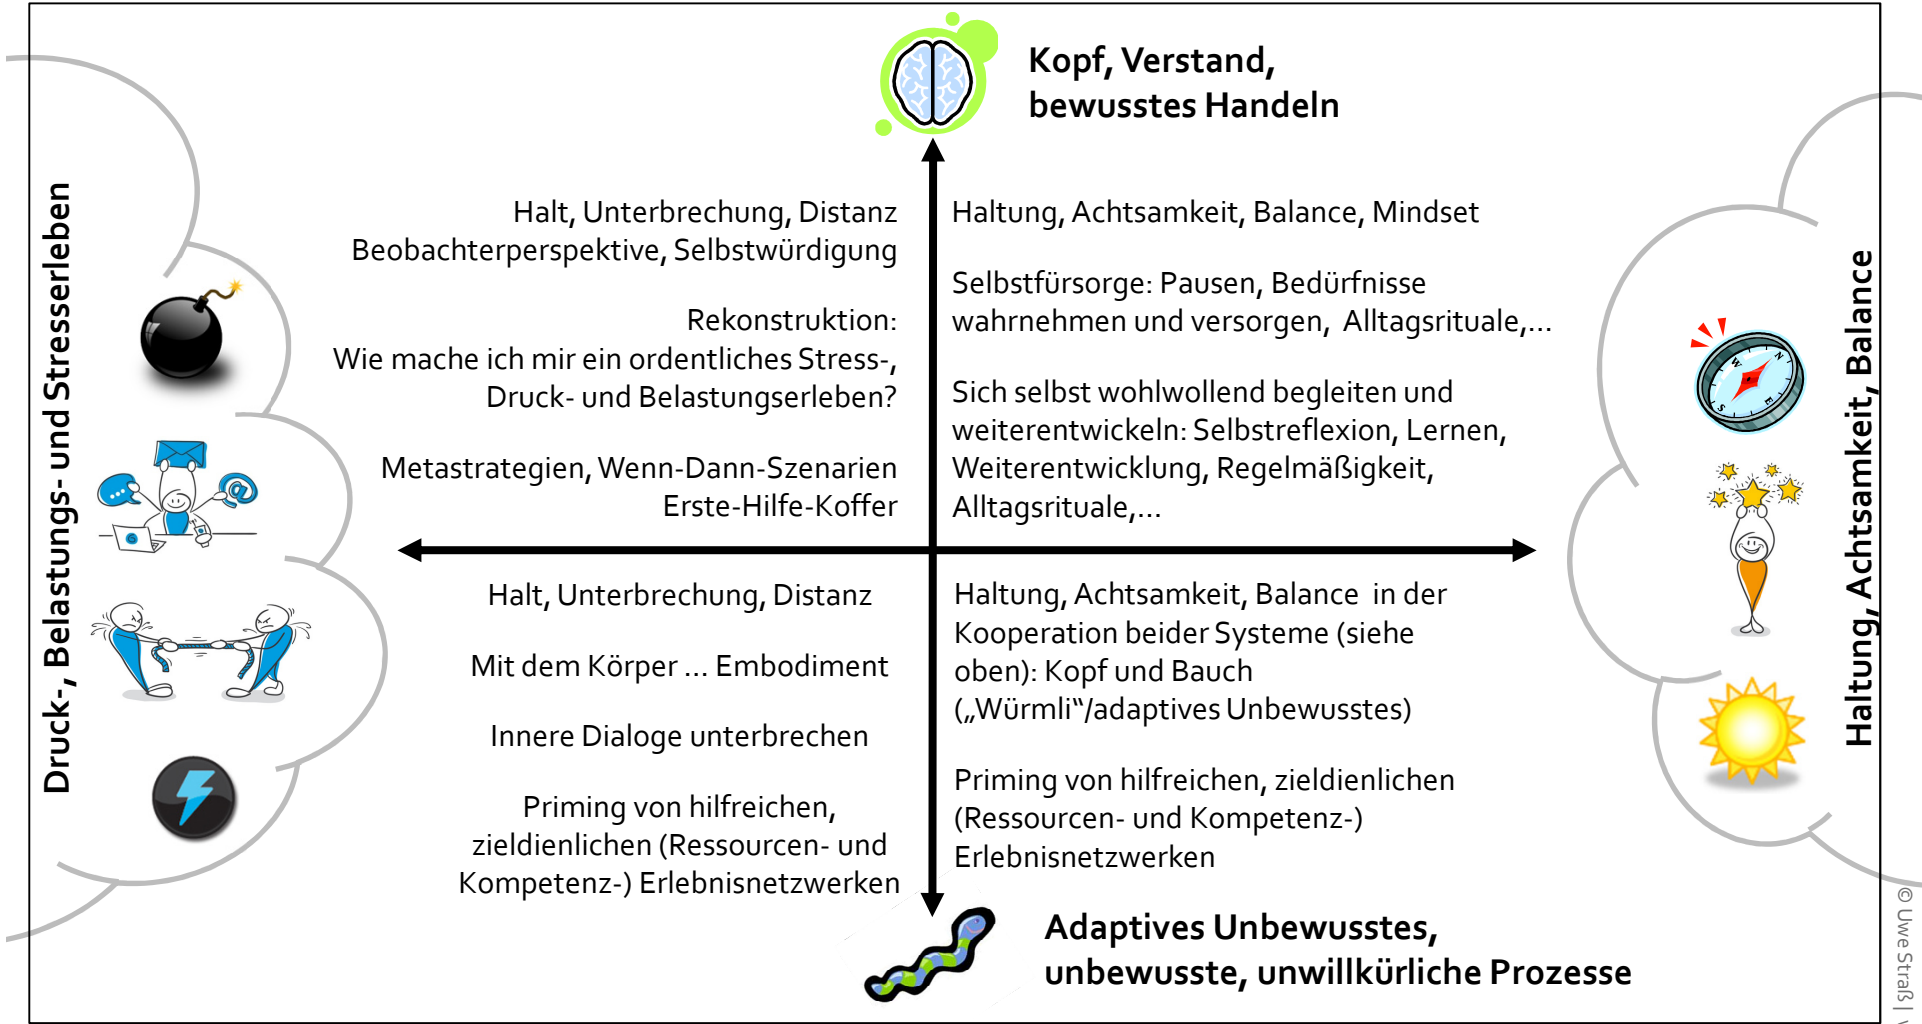 Kopf, Verstand,
bewusstes Handeln
Druck-, Belastungs- und Stresserleben
Halt, Unterbrechung, Distanz
Beobachterperspektive, Selbstwürdigung
Rekonstruktion:
Wie mache ich mir ein ordentliches Stress-,
Druck- und Belastungserleben?
Metastrategien, Wenn-Dann-Szenarien
Erste-Hilfe-Koffer
Haltung, Achtsamkeit, Balance, Mindset
Selbstfürsorge: Pausen, Bedürfnisse
wahrnehmen und versorgen, Alltagsrituale,...
Sich selbst wohlwollend begleiten und
weiterentwickeln: Selbstreflexion, Lernen,
Weiterentwicklung, Regelmäßigkeit,
Alltagsrituale,...
Haltung, Achtsamkeit, Balance
N
W
E
S
@
Halt, Unterbrechung, Distanz
Mit dem Körper ... Embodiment
Innere Dialoge unterbrechen
Priming von hilfreichen,
zieldienlichen (Ressourcen- und
Kompetenz-) Erlebnisnetzwerken
Haltung, Achtsamkeit, Balance in der
Kooperation beider Systeme (siehe
oben): Kopf und Bauch
(„Würmli“/adaptives Unbewusstes)
Priming von hilfreichen, zieldienlichen
(Ressourcen- und Kompetenz-)
Erlebnisnetzwerken
Adaptives Unbewusstes,
unbewusste, unwillkürliche Prozesse
© Uwe Straß |